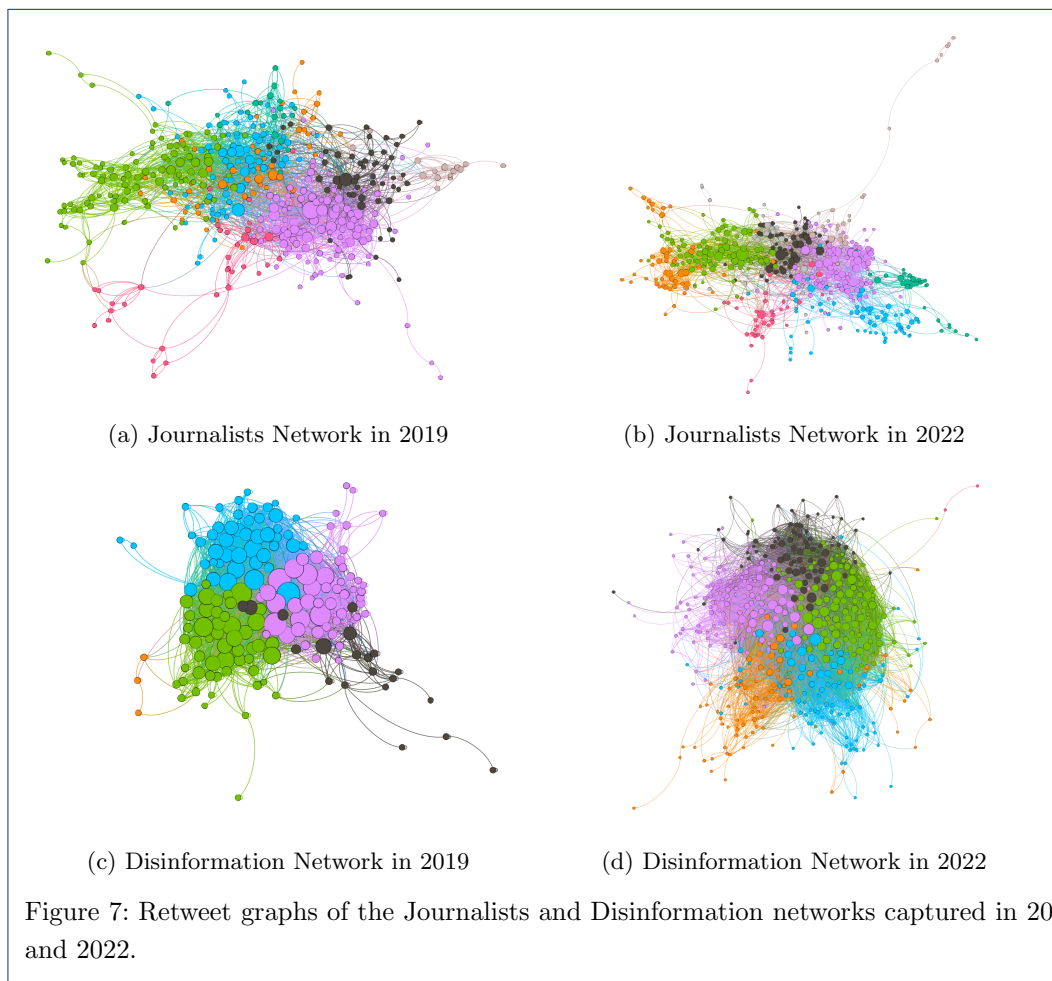 (a) Journalists Network in 2019
(b) Journalists Network in 2022
(c) Disinformation Network in 2019
(d) Disinformation Network in 2022
Figure 7: Retweet graphs of the Journalists and Disinformation networks captured in 20
and 2022.